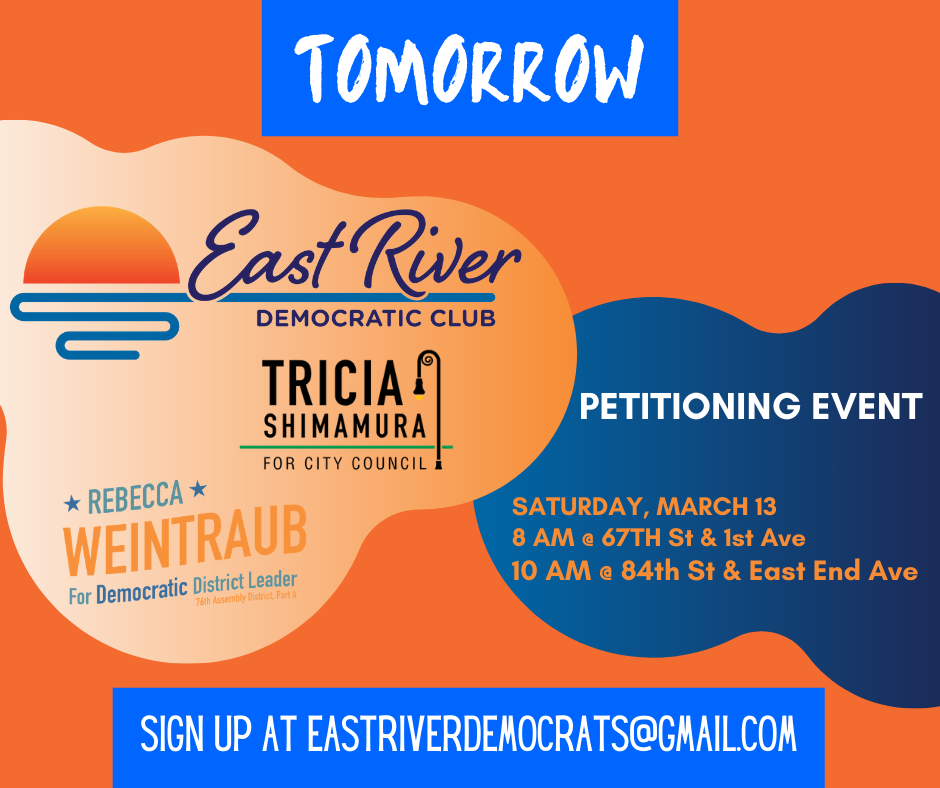 TOMORROW
East River
DEMOCRATIC CLUB
TRICIA
SHIMAMURA
FOR CITY COUNCIL
REBECCA
WEINTRAUB
For Democratic District Leader
76th Assembly District, Part A
PETITIONING EVENT
SATURDAY, MARCH 13
8 AM @ 67TH St & 1st Ave
10 AM @ 84th St & East End Ave
SIGN UP AT EASTRIVERDEMOCRATS@GMAIL.COM